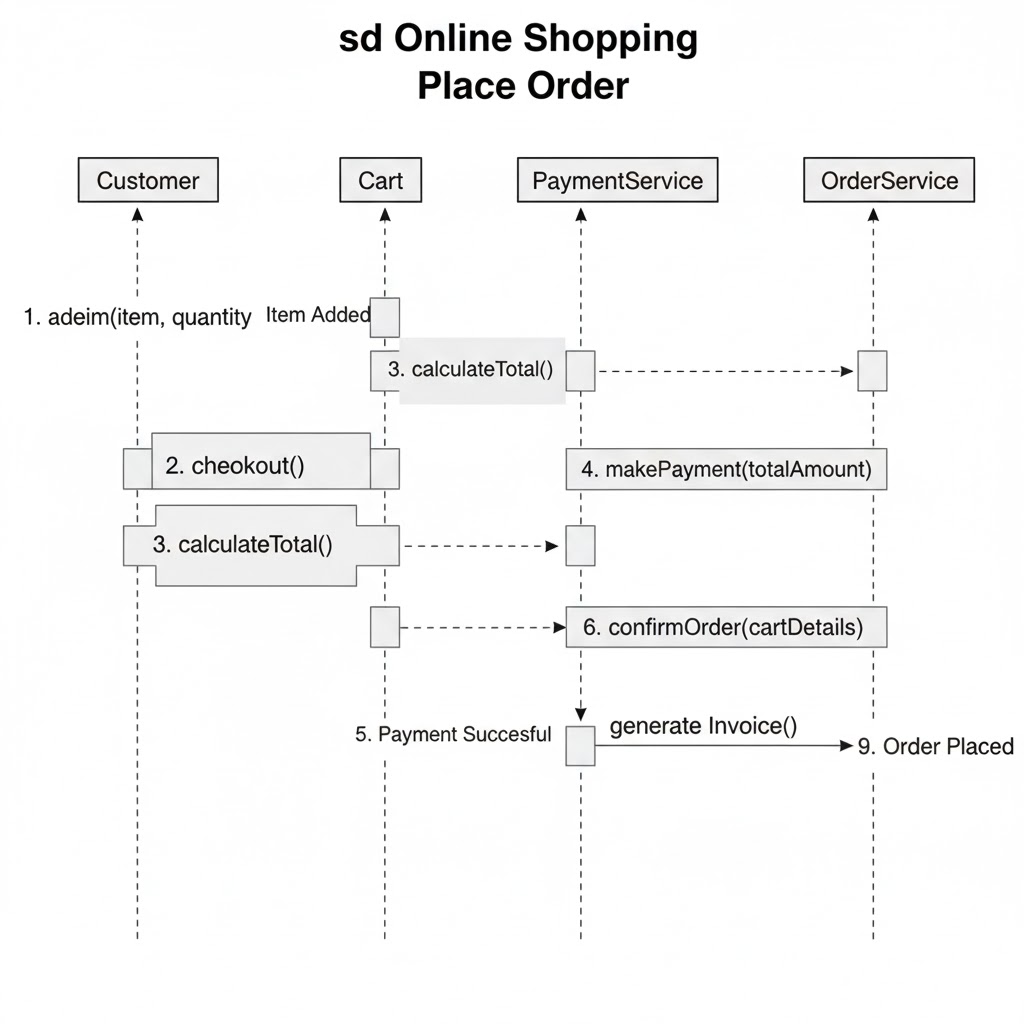 sd Online Shopping
Place Order
Customer
Cart
PaymentService
OrderService
1. adeim(item, quantity
Item Added
3. calculateTotal()
2. cheokout()
4. makePayment(totalAmount)
3. calculateTotal()
6. confirmOrder(cartDetails)
5. Payment Succesful
generate Invoice()
9. Order Placed